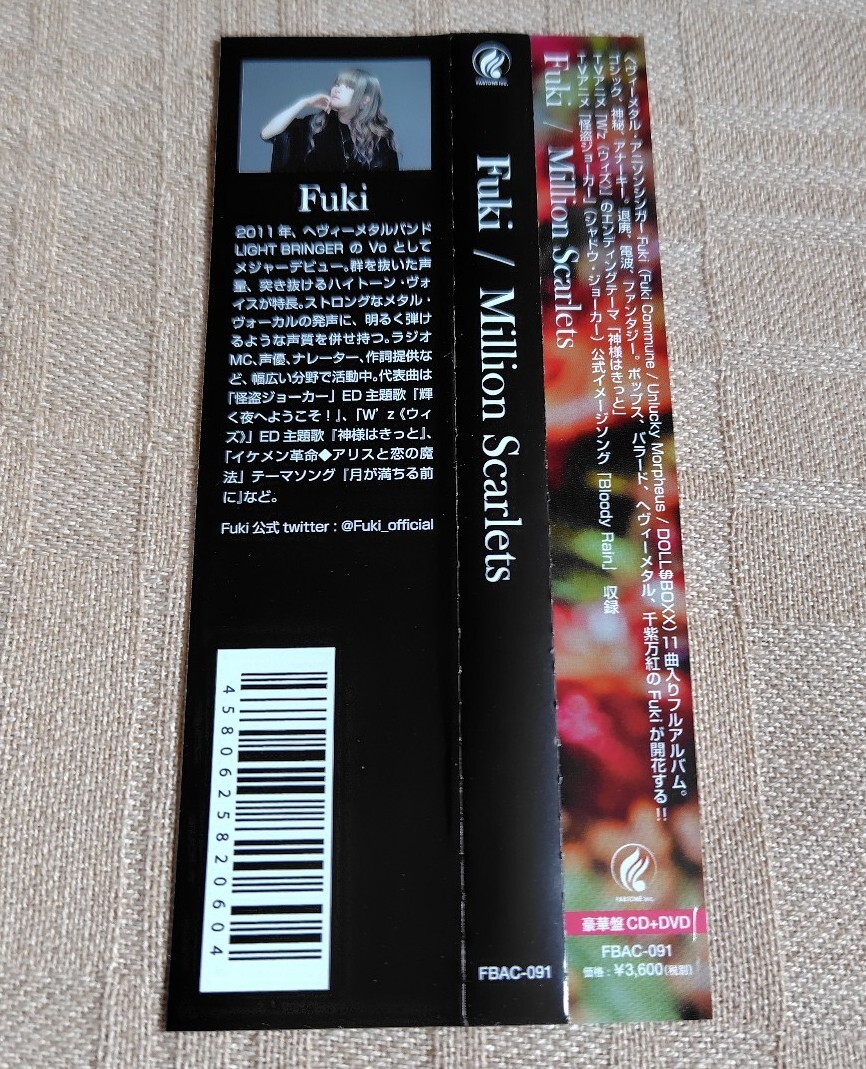 Fuki
2011年、ヘヴィーメタルバンド
LIGHT BRINGER の Vo として
メジャーデビュー。群を抜いた声
量、突き抜けるハイトーン・ヴォ
イスが特長。ストロングなメタル・
ヴォーカルの発声に、明るく弾け
るような声質を併せ持つ。ラジオ
MC、声優、ナレーター、作詞提供な
ど、幅広い分野で活動中。代表曲は
「怪盗ジョーカー」ED 主題歌『輝
く夜へようこそ！』、「W'z《ウィ
ズ》」ED 主題歌『神様はきっと』、
「イケメン革命◆アリスと恋の魔
法」テーマソング『月が満ちる前
に』など。
Fuki 公式 twitter : @Fuki_official
4580625820604
FABTONE INC.
Fuki / Million Scarlets
FBAC-091
ヘヴィーメタル・アニソンシンガー Fuki（Fuki Commune / Unlucky Morpheus / DOLL$BOXX）11曲入りフルアルバム。
ゴシック、神秘、アナーキー。退廃、電波、ファンタジー。ポップス、バラード、ヘヴィーメタル、千紫万紅の Fuki が開花する!!
TVアニメ「W'z《ウィズ》」のエンディングテーマ「神様はきっと」
TVアニメ「怪盗ジョーカー」（シャドウ・ジョーカー）公式イメージソング「Bloody Rain」 収録
Fuki / Million Scarlets
FABTONE INC.
豪華盤 CD+DVD
FBAC-091
価格：¥3,600(税別)